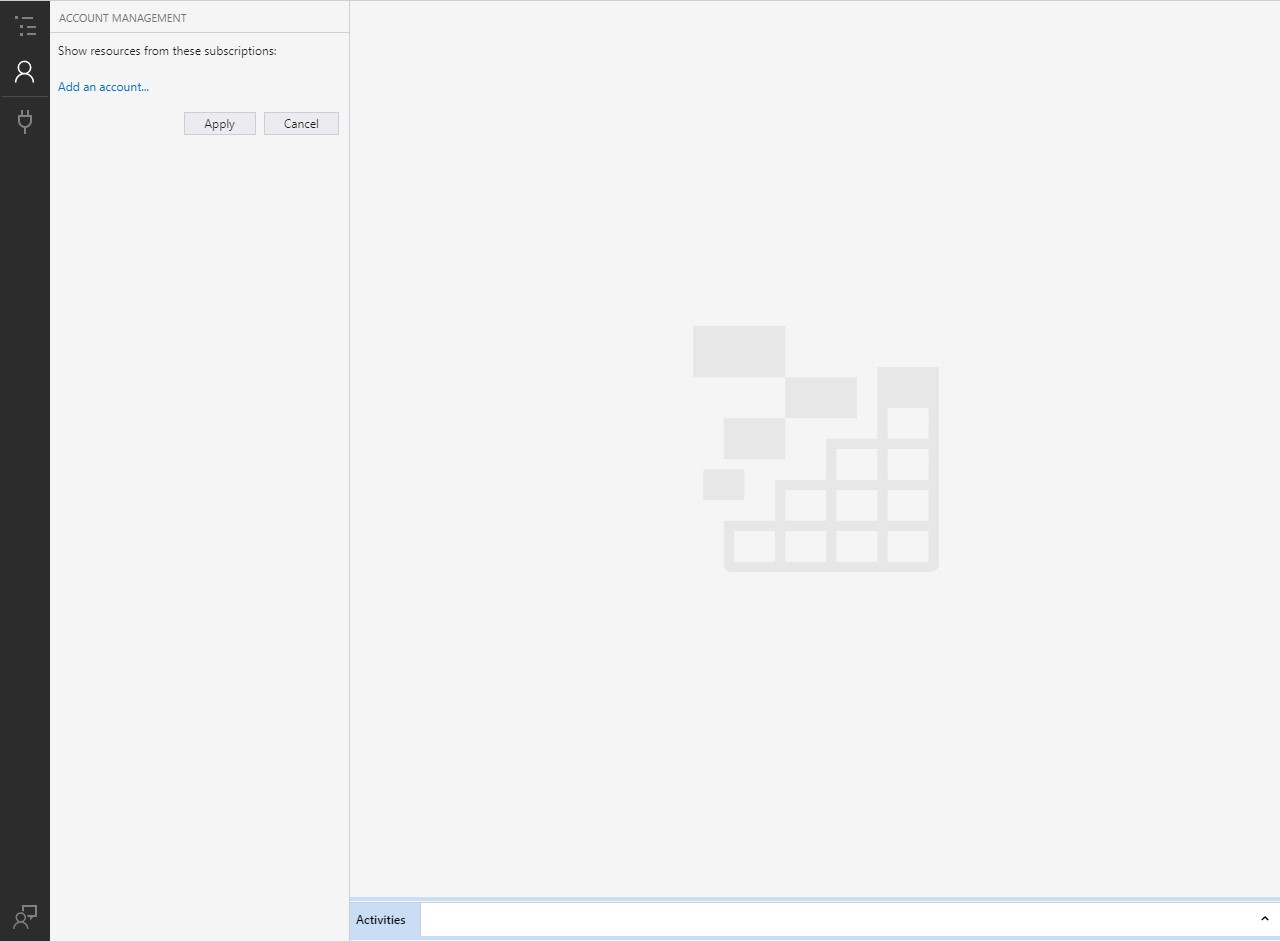 ACCOUNT MANAGEMENT
Show resources from these subscriptions:
Add an account...
Apply
Cancel
Activities